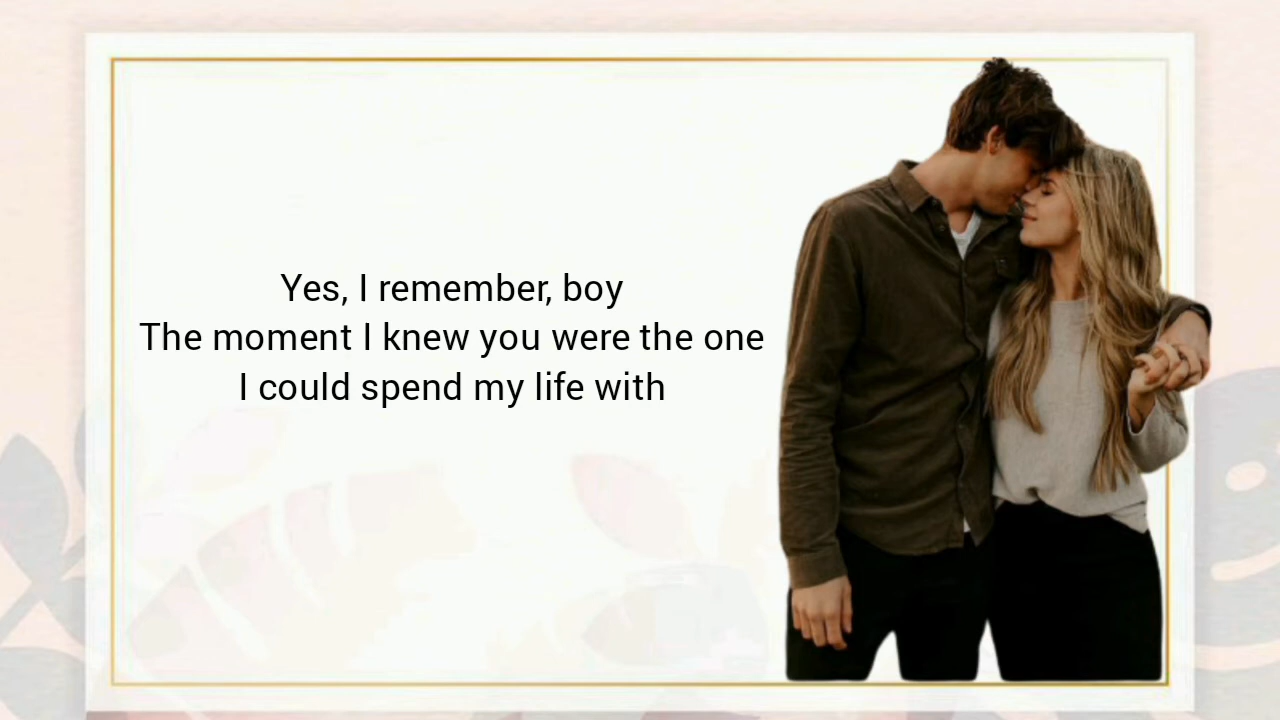 Yes, I remember, boy
The moment I knew you were the one
I could spend my life with